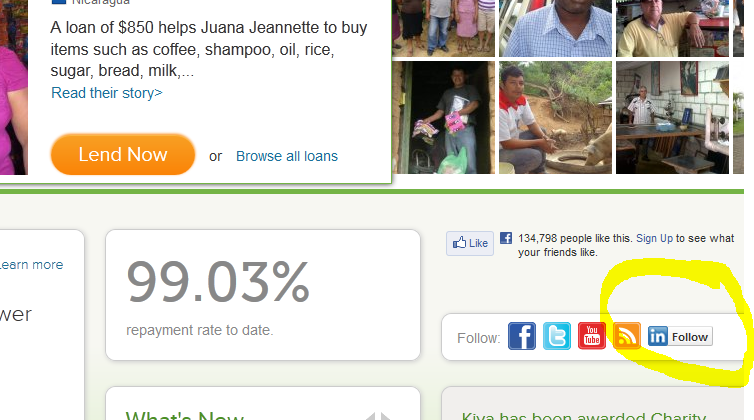 Nicaragua
A loan of $850 helps Juana Jeannette to buy
items such as coffee, shampoo, oil, rice,
sugar, bread, milk,...
Read their story>
Lend Now or Browse all loans
Learn more
wer
99.03%
repayment rate to date.
Like
134,798 people like this. Sign Up to see what
your friends like.
Follow: f t You Tube in Follow
What's New
Kiva has been awarded Charity